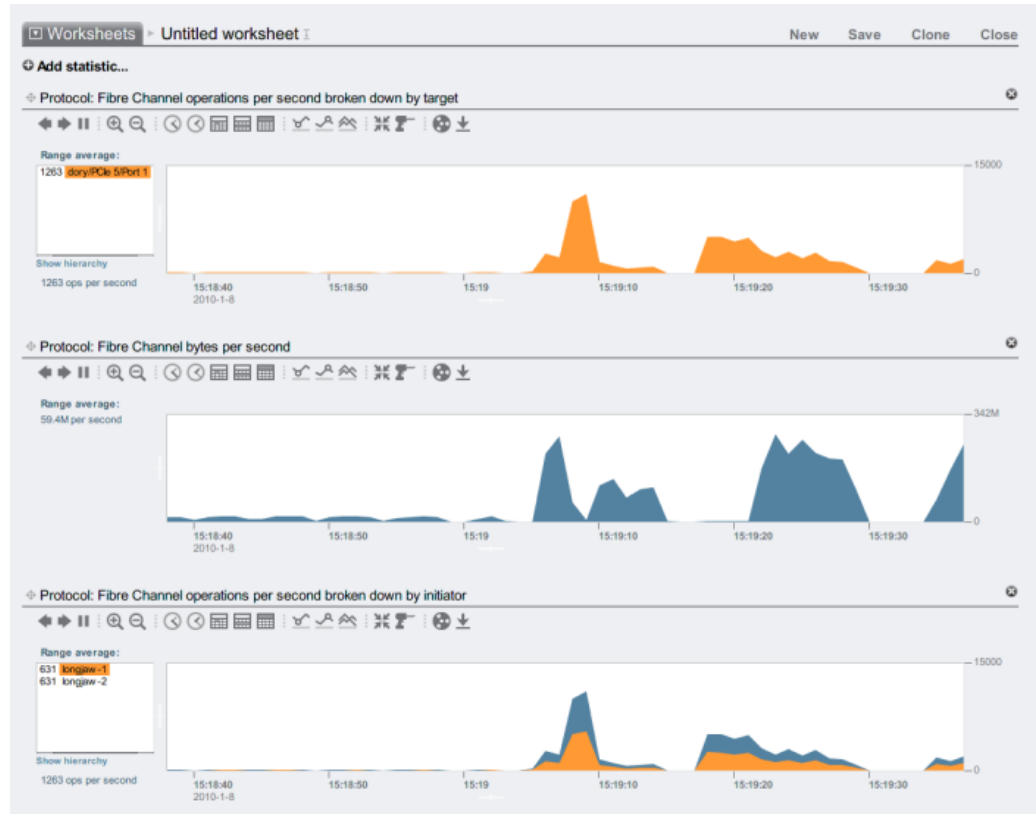 Worksheets Untitled worksheet
New Save Clone Close
Add statistic...
Protocol: Fibre Channel operations per second broken down by target
Range average:
1263 dory/PCIe 5/Port 1
15000
0
Show hierarchy
1263 ops per second
15:18:40 15:18:50 15:19 15:19:10 15:19:20 15:19:30
2010-1-8
Protocol: Fibre Channel bytes per second
Range average:
59.4M per second
342M
0
15:18:40 15:18:50 15:19 15:19:10 15:19:20 15:19:30
2010-1-8
Protocol: Fibre Channel operations per second broken down by initiator
Range average:
631 longjaw-1
631 longjaw-2
15000
0
Show hierarchy
1263 ops per second
15:18:40 15:18:50 15:19 15:19:10 15:19:20 15:19:30
2010-1-8